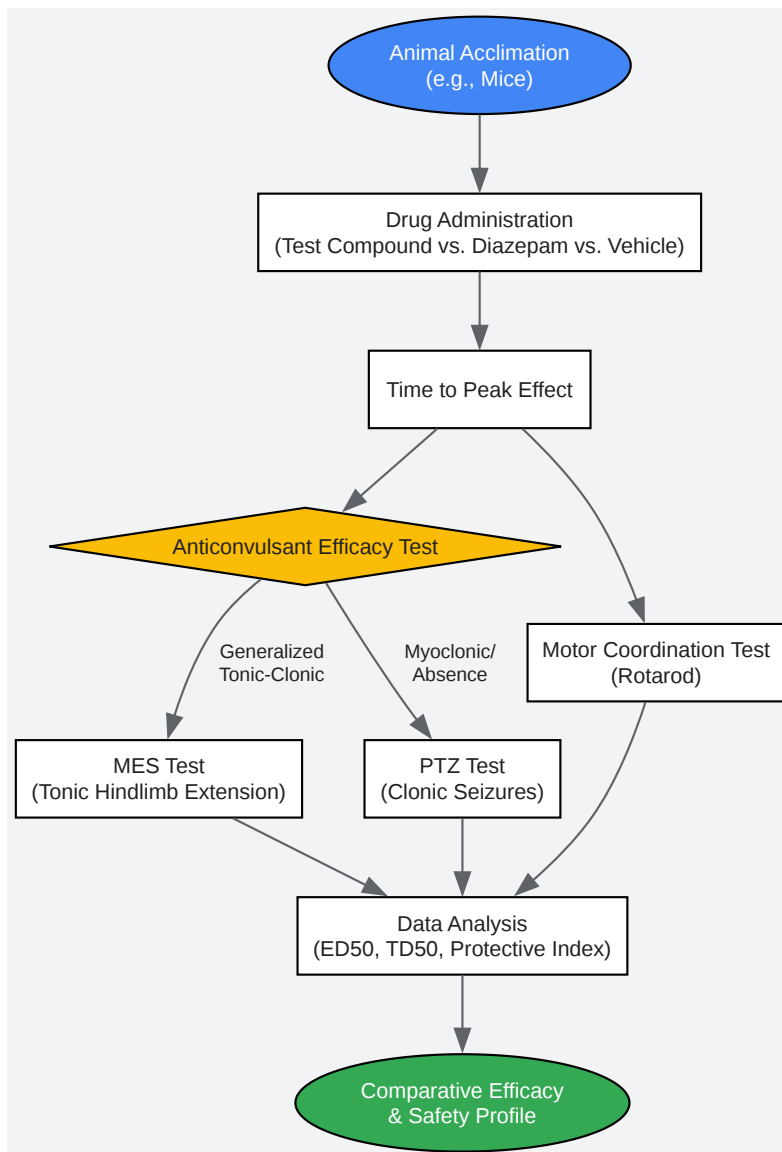 Animal Acclimation
(e.g., Mice)
Drug Administration
(Test Compound vs. Diazepam vs. Vehicle)
Time to Peak Effect
Anticonvulsant Efficacy Test
Generalized
Tonic-Clonic
Myoclonic/
Absence
Motor Coordination Test
(Rotarod)
MES Test
(Tonic Hindlimb Extension)
PTZ Test
(Clonic Seizures)
Data Analysis
(ED50, TD50, Protective Index)
Comparative Efficacy
& Safety Profile